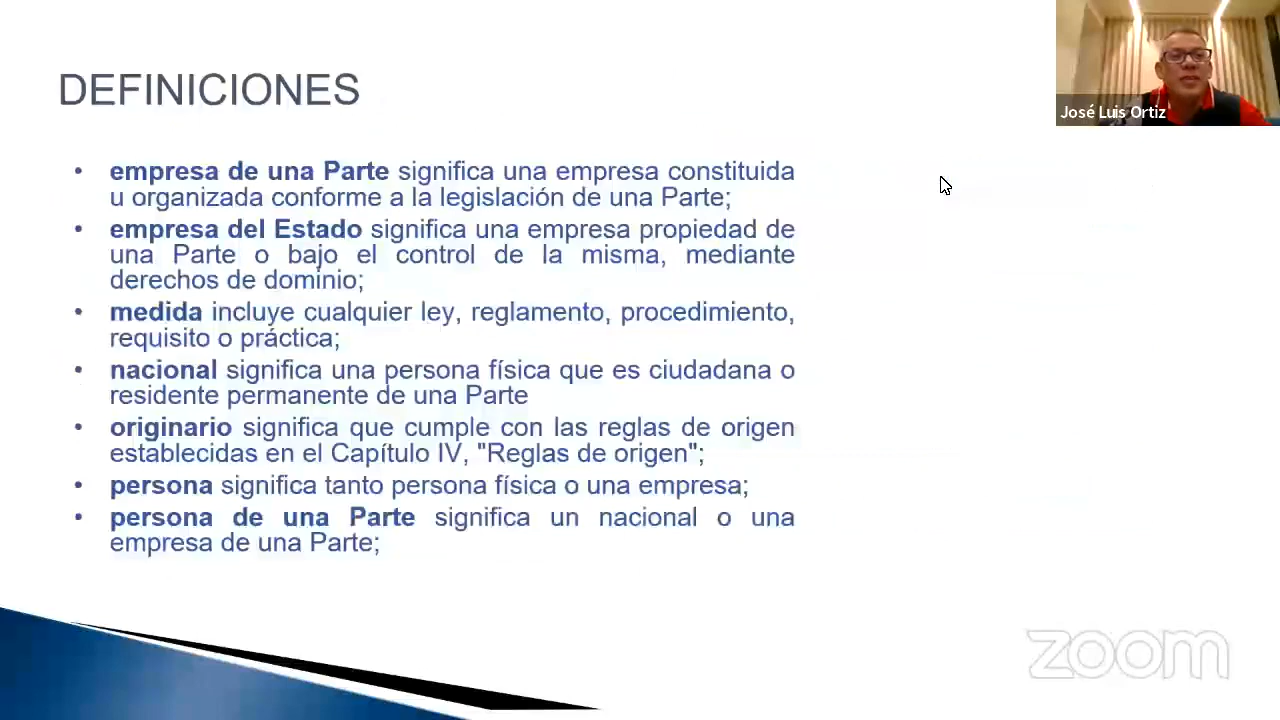 DEFINICIONES
José Luis Ortiz
• empresa de una Parte significa una empresa constituida
u organizada conforme a la legislación de una Parte;
• empresa del Estado significa una empresa propiedad de
una Parte o bajo el control de la misma, mediante
derechos de dominio;
• medida incluye cualquier ley, reglamento, procedimiento,
requisito o práctica;
• nacional significa una persona física que es ciudadana o
residente permanente de una Parte
• originario significa que cumple con las reglas de origen
establecidas en el Capítulo IV, "Reglas de origen";
• persona significa tanto persona física o una empresa;
• persona de una Parte significa un nacional o una
empresa de una Parte;
zoom